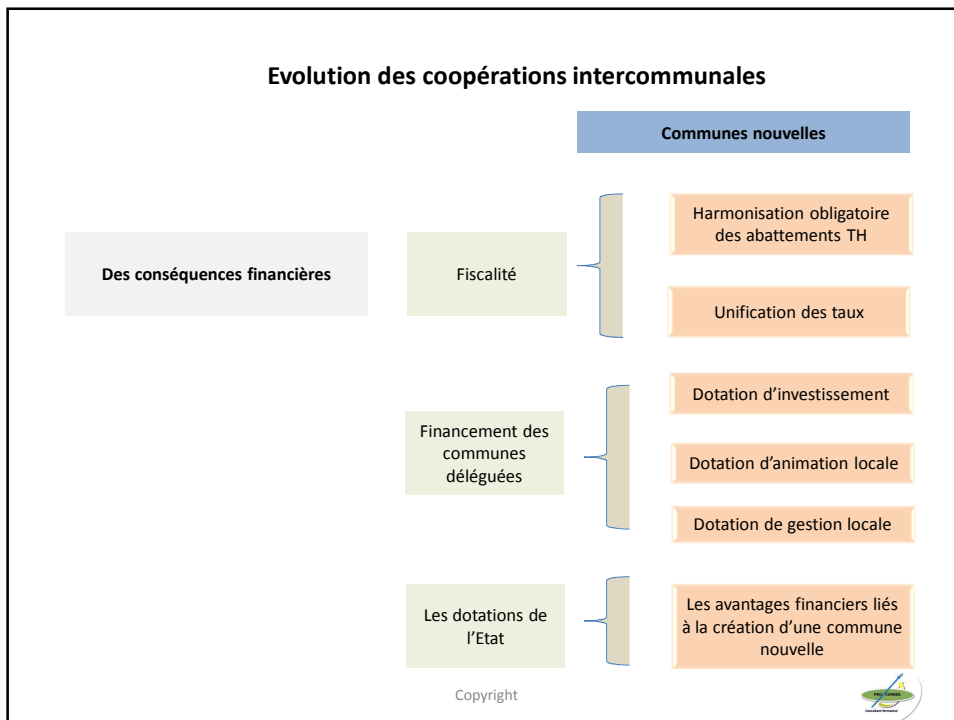 Evolution des coopérations intercommunales
Communes nouvelles
Des conséquences financières
Fiscalité
Harmonisation obligatoire
des abattements TH
Unification des taux
Financement des
communes
déléguées
Dotation d’investissement
Dotation d’animation locale
Dotation de gestion locale
Les dotations de
l’Etat
Les avantages financiers liés
à la création d’une commune
nouvelle
Copyright
Consultant formateur